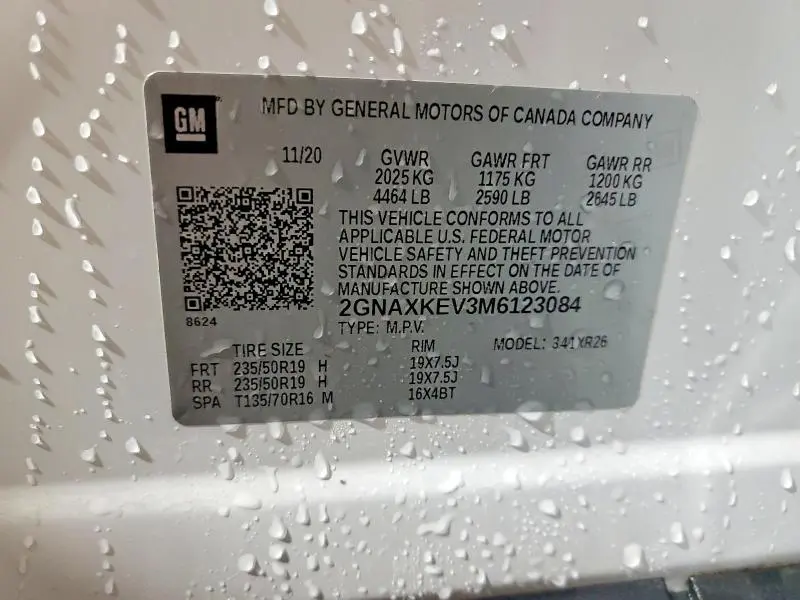 GM
MFD BY GENERAL MOTORS OF CANADA COMPANY
11/20 GVWR GAWR FRT GAWR RR
2025 KG 1175 KG 1200 KG
4464 LB 2590 LB 2645 LB
THIS VEHICLE CONFORMS TO ALL
APPLICABLE U.S. FEDERAL MOTOR
VEHICLE SAFETY AND THEFT PREVENTION
STANDARDS IN EFFECT ON THE DATE OF
MANUFACTURE SHOWN ABOVE.
2GNAXKEV3M6123084
8624
TYPE: M.P.V.
TIRE SIZE RIM MODEL: 341XR26
FRT 235/50R19 H 19X7.5J
RR 235/50R19 H 19X7.5J
SPA T135/70R16 M 16X4BT